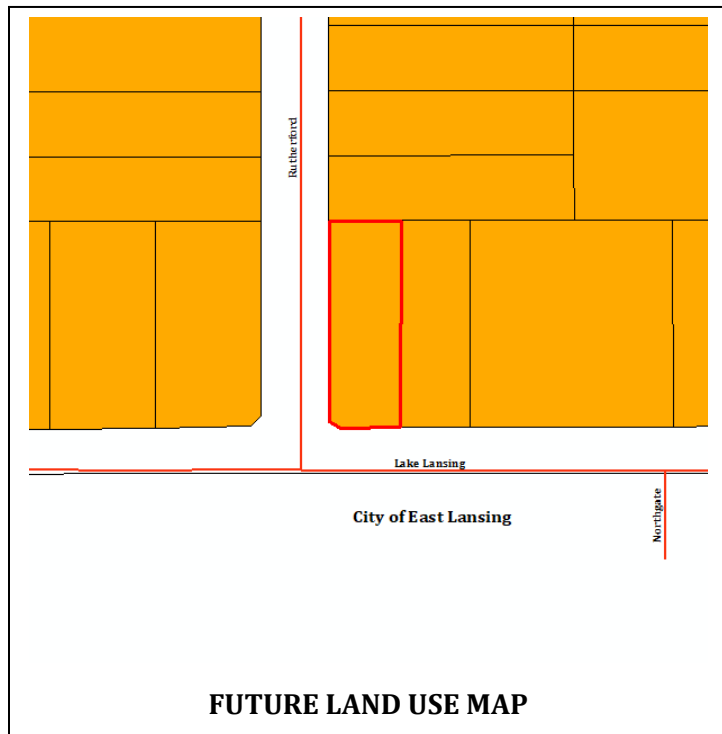 Rutherford
Lake Lansing
City of East Lansing
Northgate
FUTURE LAND USE MAP